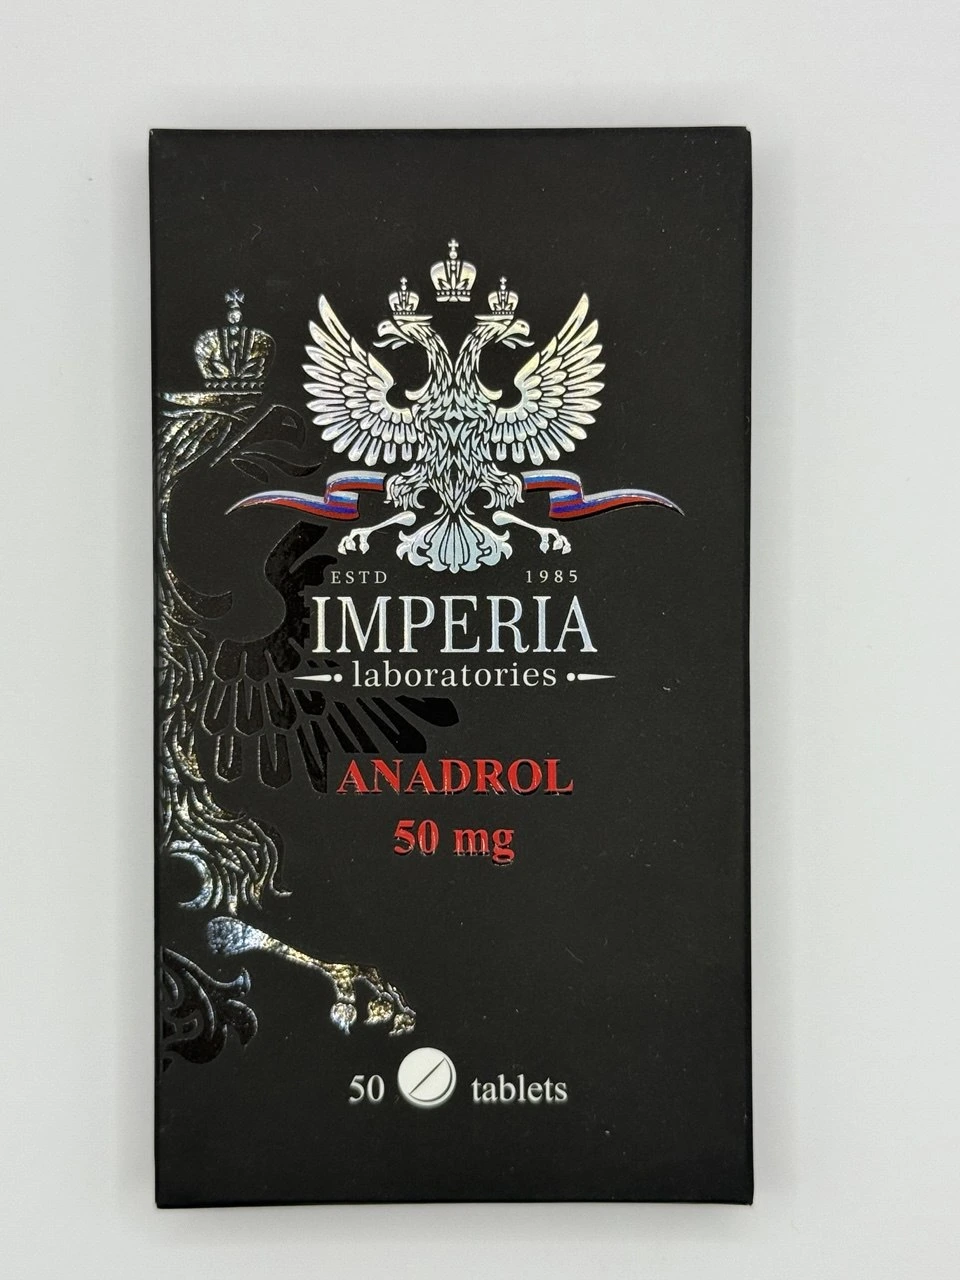 ESTD 1985
IMPERIA
laboratories
ANADROL
50 mg
50 tablets